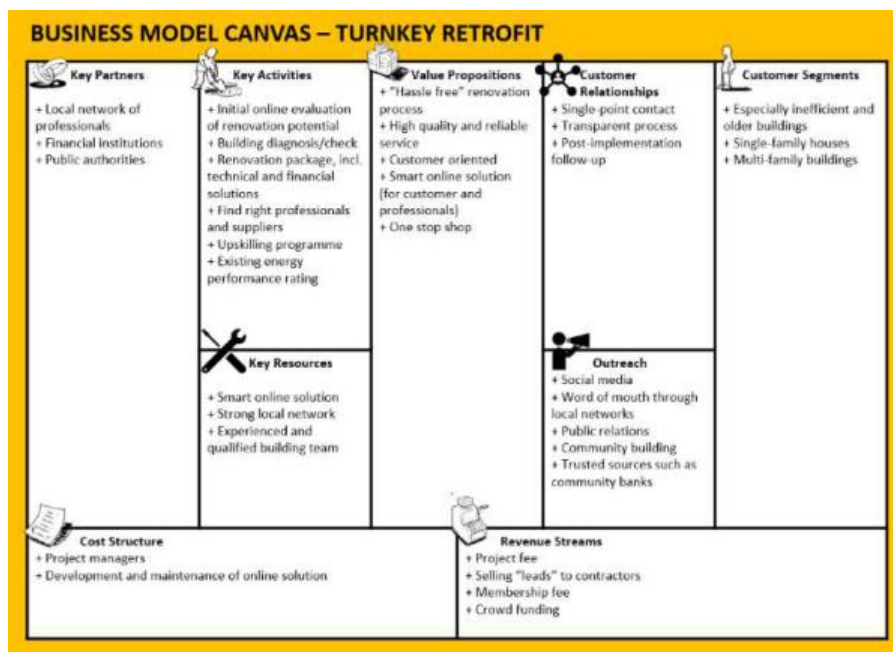 BUSINESS MODEL CANVAS – TURNKEY RETROFIT
Key Partners
+ Local network of
professionals
+ Financial institutions
+ Public authorities
Key Activities
+ Initial online evaluation
of renovation potential
+ Building diagnosis/check
+ Renovation package, incl.
technical and financial
solutions
+ Find right professionals
and suppliers
+ Upskilling programme
+ Existing energy
performance rating
Key Resources
+ Smart online solution
+ Strong local network
+ Experienced and
qualified building team
Value Propositions
+ "Hassle free" renovation
process
+ High quality and reliable
service
+ Customer oriented
+ Smart online solution
(for customer and
professionals)
+ One stop shop
Customer
Relationships
+ Single-point contact
+ Transparent process
+ Post-implementation
follow-up
Outreach
+ Social media
+ Word of mouth through
local networks
+ Public relations
+ Community building
+ Trusted sources such as
community banks
Customer Segments
+ Especially inefficient and
older buildings
+ Single-family houses
+ Multi-family buildings
Cost Structure
+ Project managers
+ Development and maintenance of online solution
Revenue Streams
+ Project fee
+ Selling "leads" to contractors
+ Membership fee
+ Crowd funding